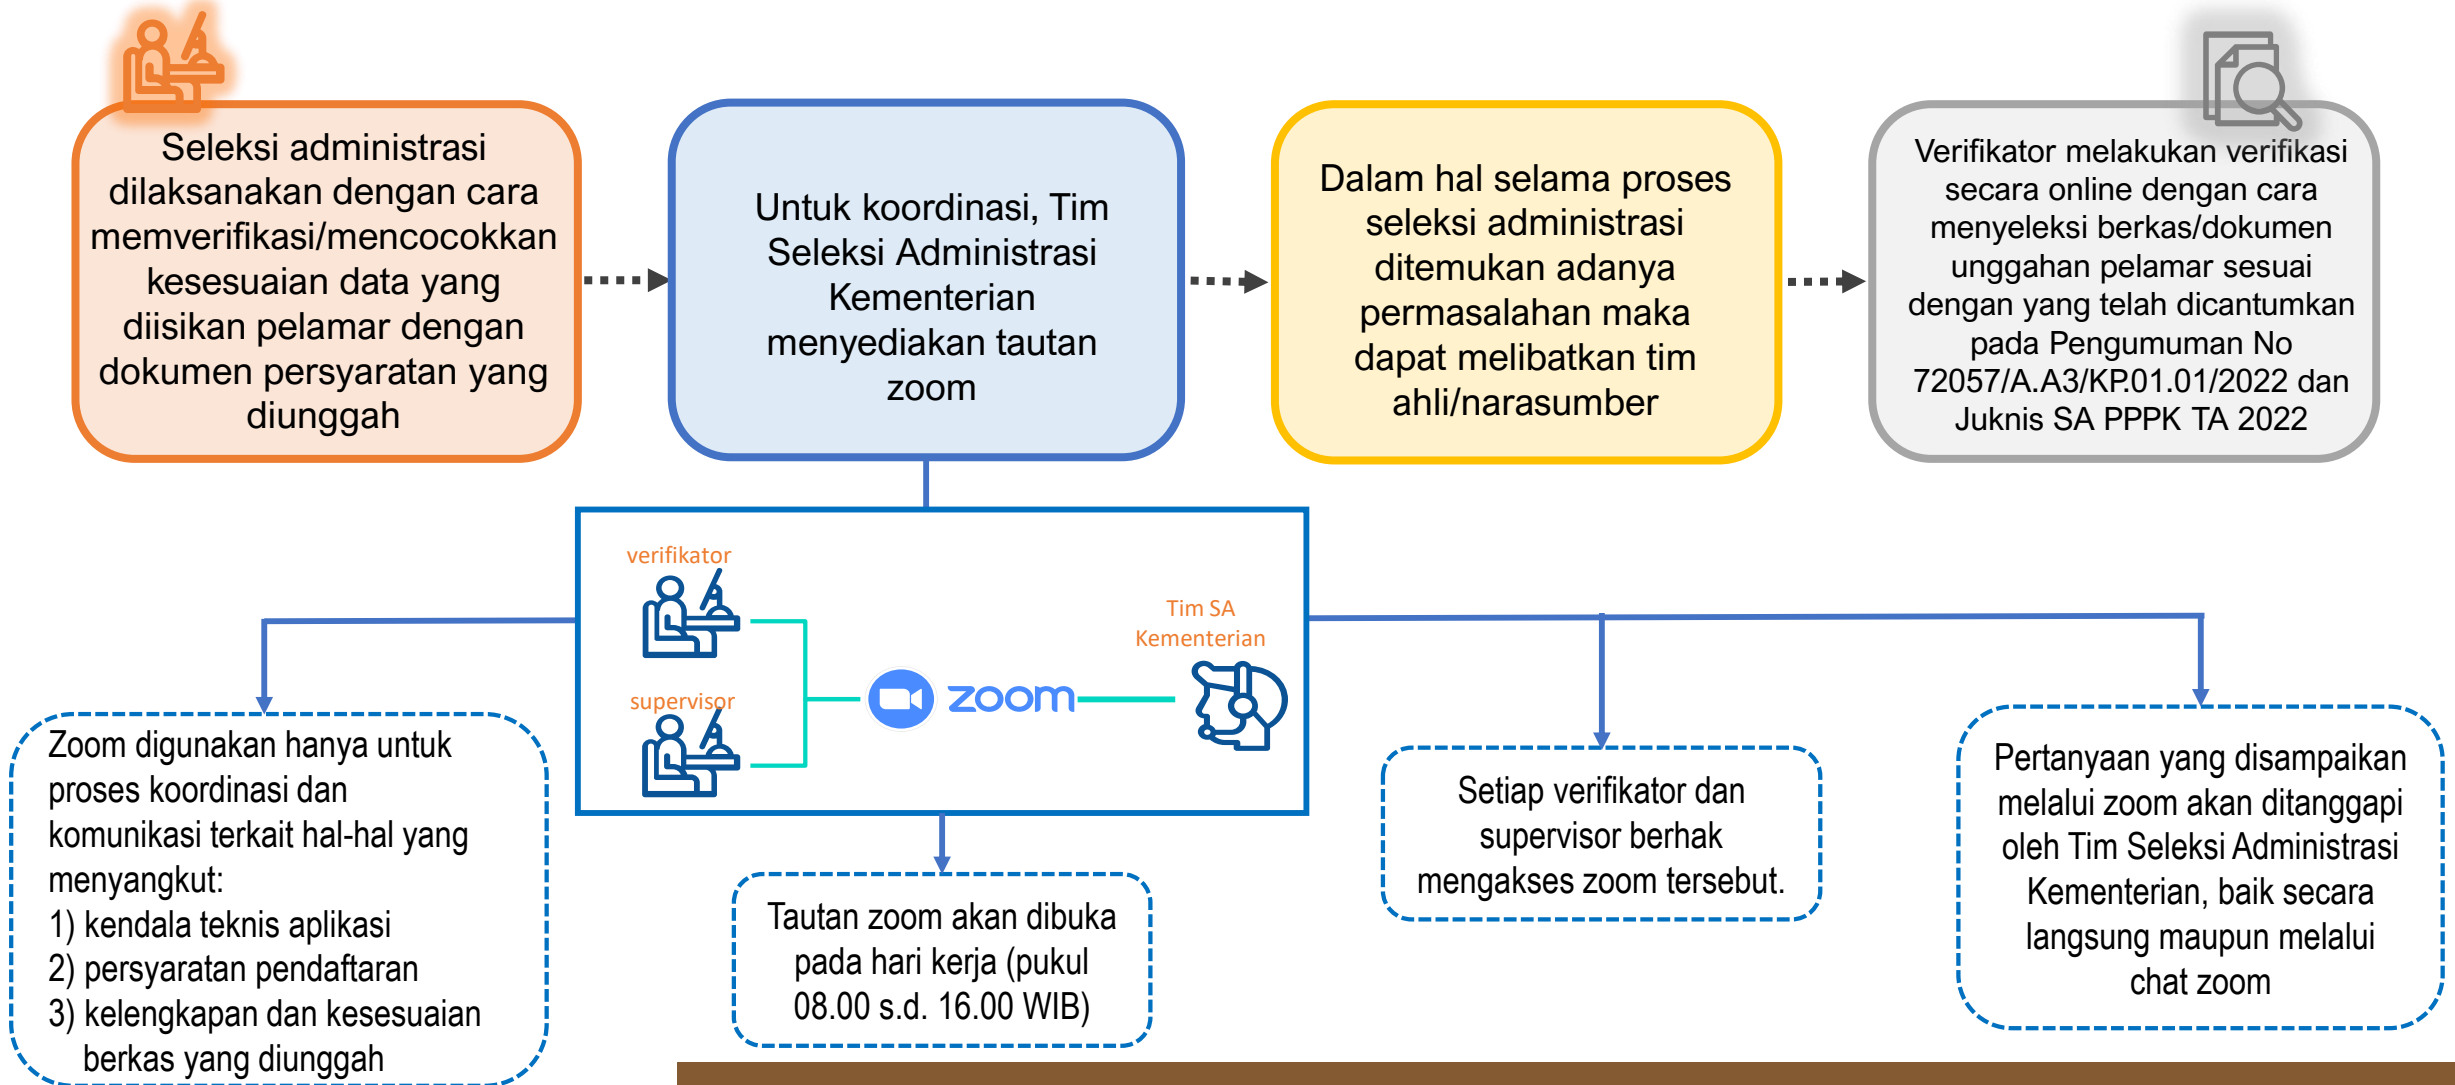 Seleksi administrasi
dilaksanakan dengan cara
memverifikasi/mencocokkan
kesesuaian data yang
diisikan pelamar dengan
dokumen persyaratan yang
diunggah
Untuk koordinasi, Tim
Seleksi Administrasi
Kementerian
menyediakan tautan
zoom
Dalam hal selama proses
seleksi administrasi
ditemukan adanya
permasalahan maka
dapat melibatkan tim
ahli/narasumber
Verifikator melakukan verifikasi
secara online dengan cara
menyeleksi berkas/dokumen
unggahan pelamar sesuai
dengan yang telah dicantumkan
pada Pengumuman No
72057/A.A3/KP.01.01/2022 dan
Juknis SA PPPK TA 2022
verifikator
supervisor
zoom
Tim SA
Kementerian
Zoom digunakan hanya untuk
proses koordinasi dan
komunikasi terkait hal-hal yang
menyangkut:
1) kendala teknis aplikasi
2) persyaratan pendaftaran
3) kelengkapan dan kesesuaian
berkas yang diunggah
Tautan zoom akan dibuka
pada hari kerja (pukul
08.00 s.d. 16.00 WIB)
Setiap verifikator dan
supervisor berhak
mengakses zoom tersebut.
Pertanyaan yang disampaikan
melalui zoom akan ditanggapi
oleh Tim Seleksi Administrasi
Kementerian, baik secara
langsung maupun melalui
chat zoom